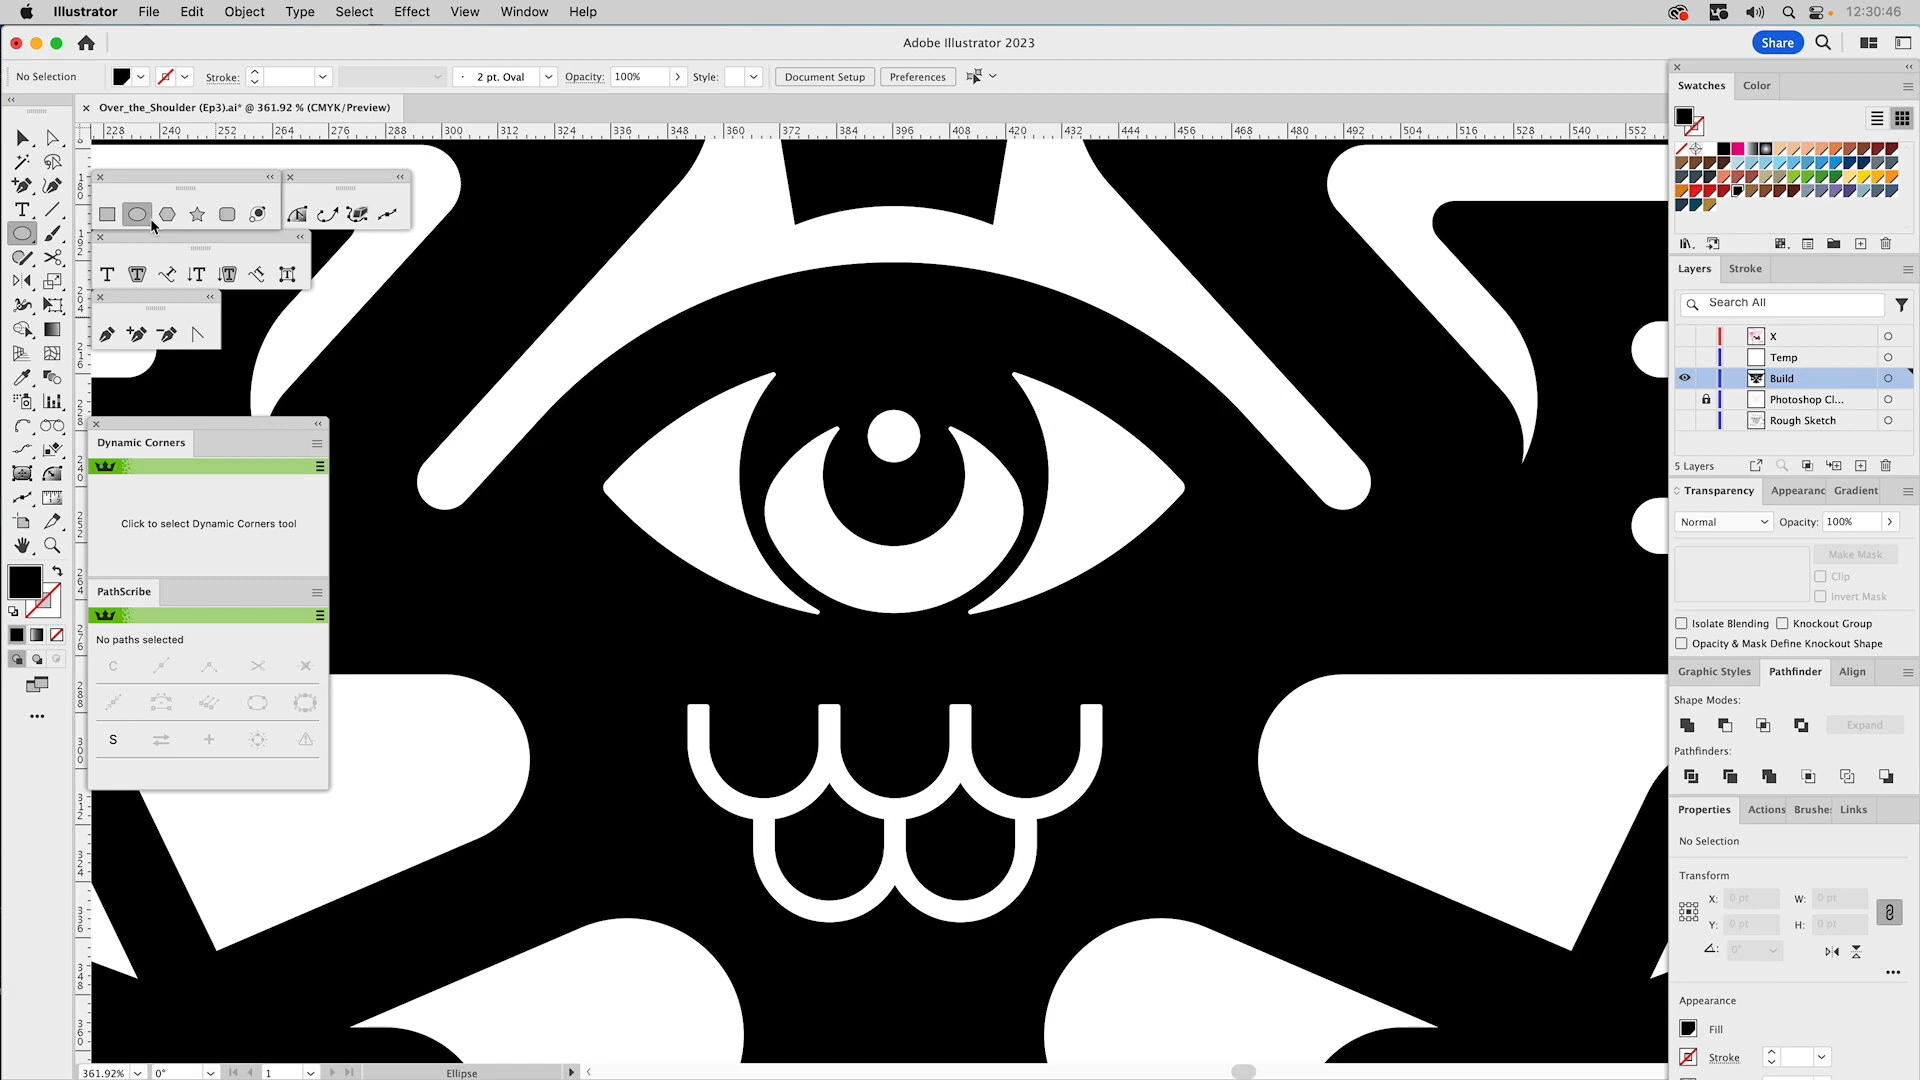 Illustrator File Edit Object Type Select Effect View Window Help 12:30:46
Adobe Illustrator 2023 Share
No Selection Stroke: 2 pt. Oval Opacity: 100% Style: Document Setup Preferences
Over_the_Shoulder (Ep3).ai* @ 361.92 % (CMYK/Preview)
228 240 252 264 276 288 300 312 324 336 348 360 372 384 396 408 420 432 444 456 468 480 492 504 516 528 540 552
Dynamic Corners
Click to select Dynamic Corners tool
PathScribe
No paths selected
C
S
Swatches Color
Layers Stroke
Search All
X
Temp
Build
Photoshop Cl...
Rough Sketch
5 Layers
Transparency Appearanc Gradient
Normal Opacity: 100%
Make Mask
Clip
Invert Mask
Isolate Blending Knockout Group
Opacity & Mask Define Knockout Shape
Graphic Styles Pathfinder Align
Shape Modes:
Expand
Pathfinders:
Properties Actions Brushes Links
No Selection
Transform
X: 0 pt W: 0 pt
Y: 0 pt H: 0 pt
0°
Appearance
Fill
Stroke
361.92% 0° 1 Ellipse